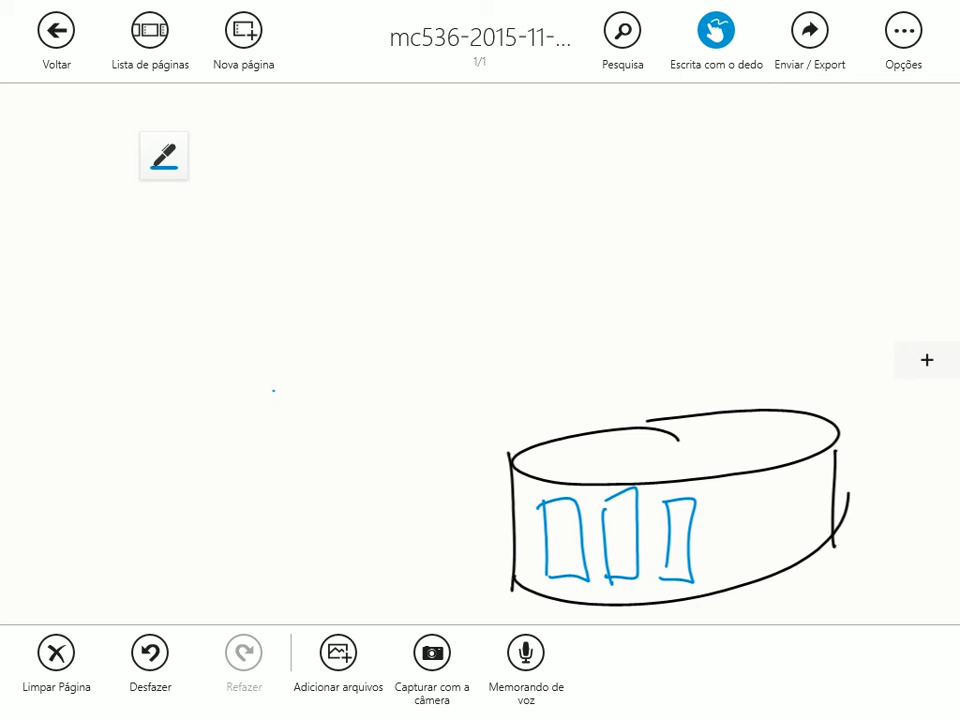 mc536-2015-11-...
1/1
Voltar
Lista de páginas
Nova página
Pesquisa
Escrita com o dedo
Enviar / Export
Opções
+
Limpar Página
Desfazer
Refazer
Adicionar arquivos
Capturar com a
câmera
Memorando de
voz